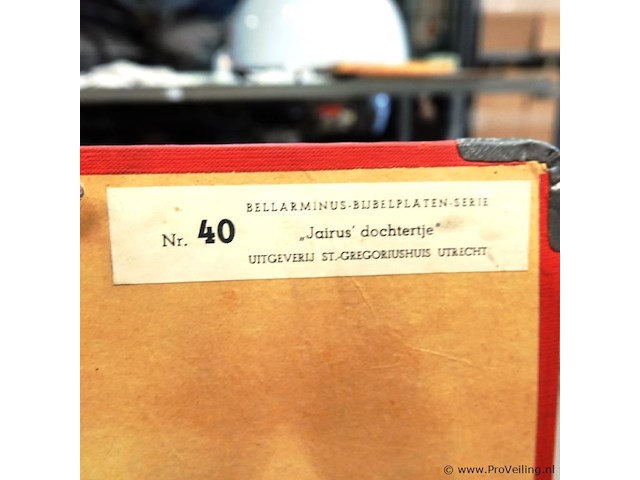 BELLARMINUS-BIJBELPLATEN-SERIE
Nr. 40 „Jairus' dochtertje"
UITGEVERIJ ST.-GREGORIUSHUIS UTRECHT
© www.ProVeiling.nl